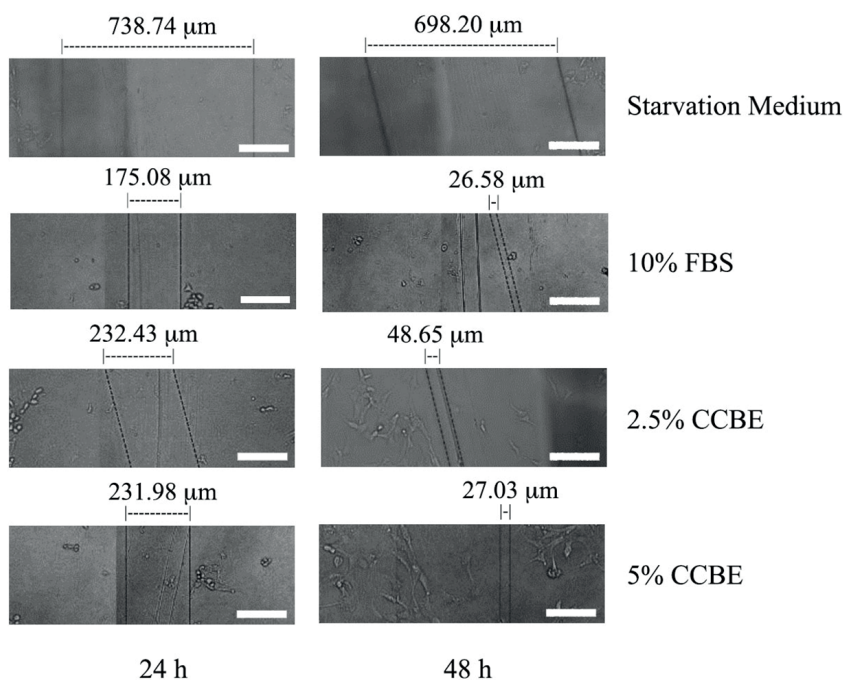 738.74 μm
698.20 μm
Starvation Medium
175.08 μm
26.58 μm
10% FBS
232.43 μm
48.65 μm
2.5% CCBE
231.98 μm
27.03 μm
5% CCBE
24 h
48 h